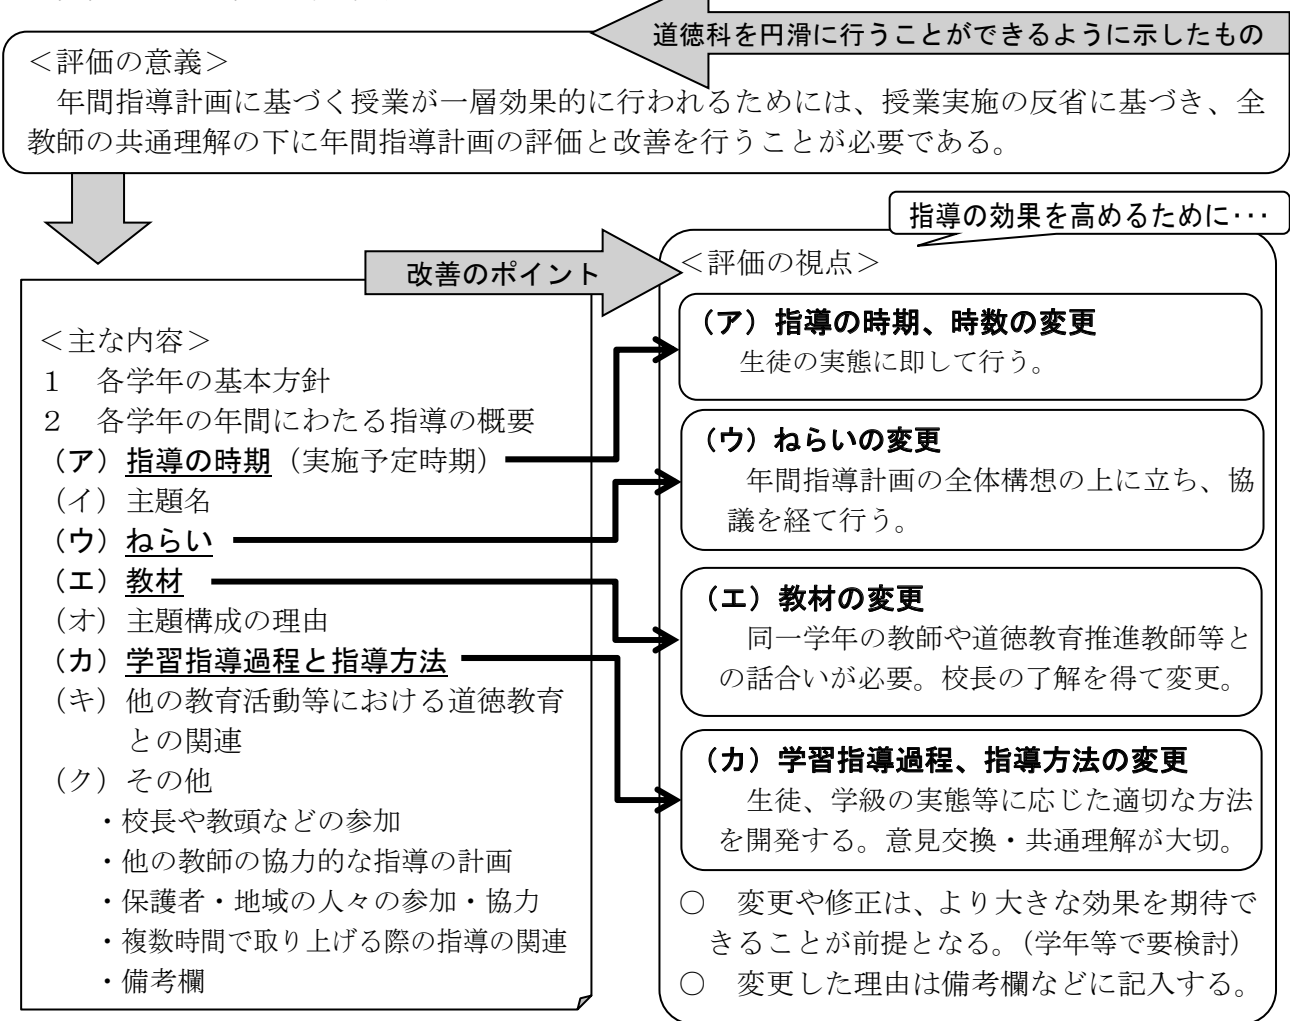 道徳科を円滑に行うことができるように示したもの
＜評価の意義＞
年間指導計画に基づく授業が一層効果的に行われるためには、授業実施の反省に基づき、全
教師の共通理解の下に年間指導計画の評価と改善を行うことが必要である。
指導の効果を高めるために･･･
改善のポイント
＜主な内容＞
１　各学年の基本方針
２　各学年の年間にわたる指導の概要
（ア）指導の時期（実施予定時期）
（イ）主題名
（ウ）ねらい
（エ）教材
（オ）主題構成の理由
（カ）学習指導過程と指導方法
（キ）他の教育活動等における道徳教育
との関連
（ク）その他
・校長や教頭などの参加
・他の教師の協力的な指導の計画
・保護者・地域の人々の参加・協力
・複数時間で取り上げる際の指導の関連
・備考欄
＜評価の視点＞
（ア）指導の時期、時数の変更
生徒の実態に即して行う。
（ウ）ねらいの変更
年間指導計画の全体構想の上に立ち、協
議を経て行う。
（エ）教材の変更
同一学年の教師や道徳教育推進教師等と
の話合いが必要。校長の了解を得て変更。
（カ）学習指導過程、指導方法の変更
生徒、学級の実態等に応じた適切な方法
を開発する。意見交換・共通理解が大切。
○　変更や修正は、より大きな効果を期待で
きることが前提となる。（学年等で要検討）
○　変更した理由は備考欄などに記入する。